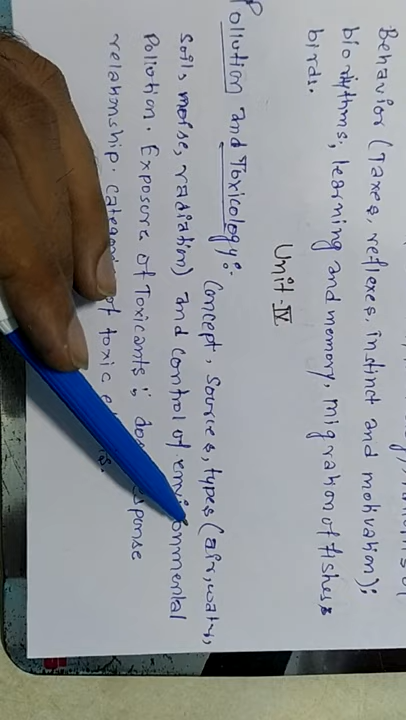 Behavior (Taxes, reflexes, instinct and motivation);
biorhythms, learning and memory, migration of fishes &
birds.
Unit-IV
Pollution and Toxicology:- Concept, Sources, types (air, water,
soil, noise, radiation) and control of environmental
Pollution. Exposure of Toxicants; dose response
relationship. categories of toxic